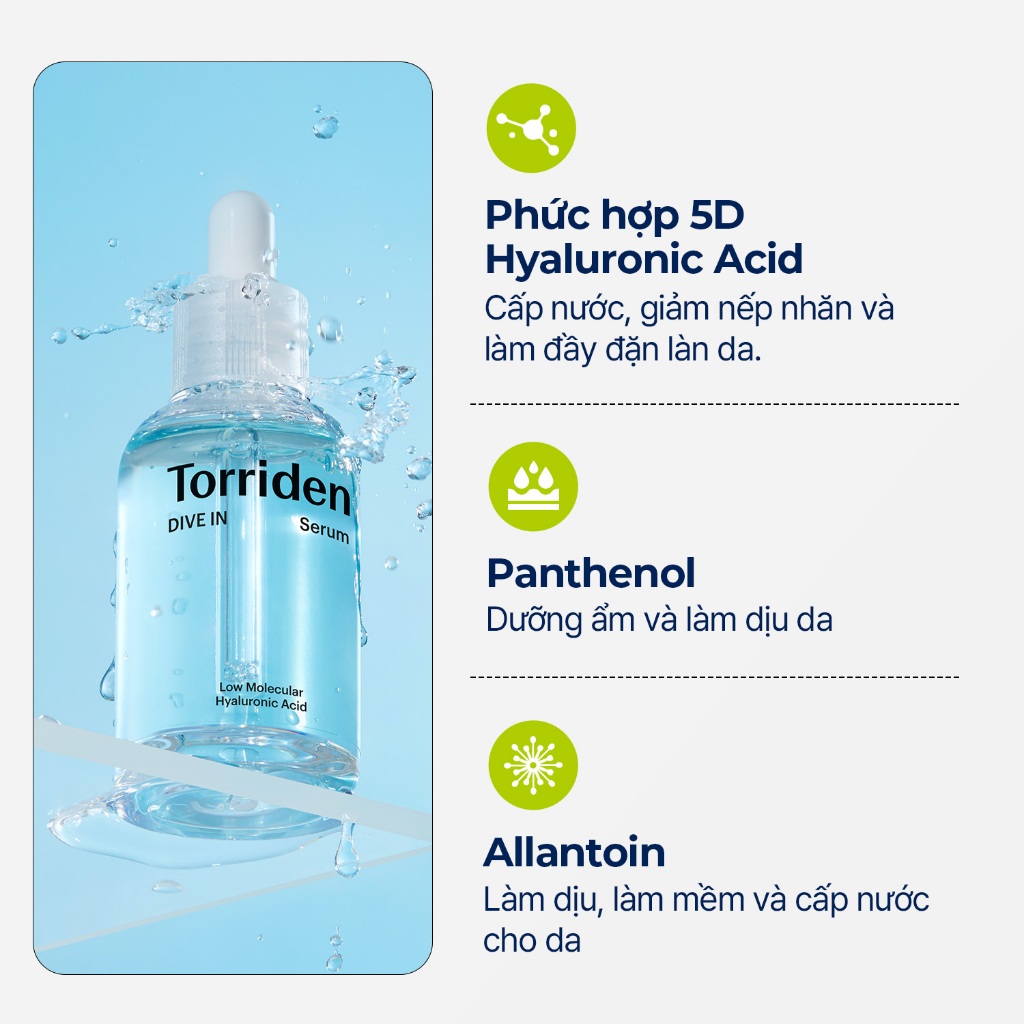 Torriden
DIVE IN Serum
Low Molecular
Hyaluronic Acid
Phức hợp 5D
Hyaluronic Acid
Cấp nước, giảm nếp nhăn và
làm đầy đặn làn da.
Panthenol
Dưỡng ẩm và làm dịu da
Allantoin
Làm dịu, làm mềm và cấp nước
cho da